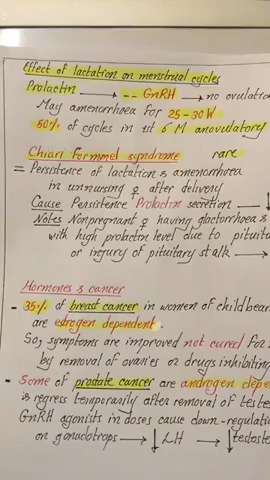 Effect of lactation on menstrual cycles
Prolactin → -- GnRH → no ovulation
May amenorrhoea for 25-30 W
50% of cycles in 1st 6 M anovulatory
Chiari Formmel syndrome rare
= Persistence of lactation & amenorrhoea
in unnursing ♀ after delivery
Cause Persistence Prolactin secretion → ↓
Notes Nonpregnant ♀ having glactorrhoea &
with high prolactin level due to pituita
or injury of pituitary stalk →
Hormones & cancer
- 35% of breast cancer in women of childbear
are estrogen dependent
So, symptoms are improved not cured for
by removal of ovaries or drugs inhibiting
- Some of prostate cancer are androgen depe
is regress temporarily after removal of teste
GnRH agonists in doses cause down-regulati
on gonadotrops → ↓ LH → ↓ testoste